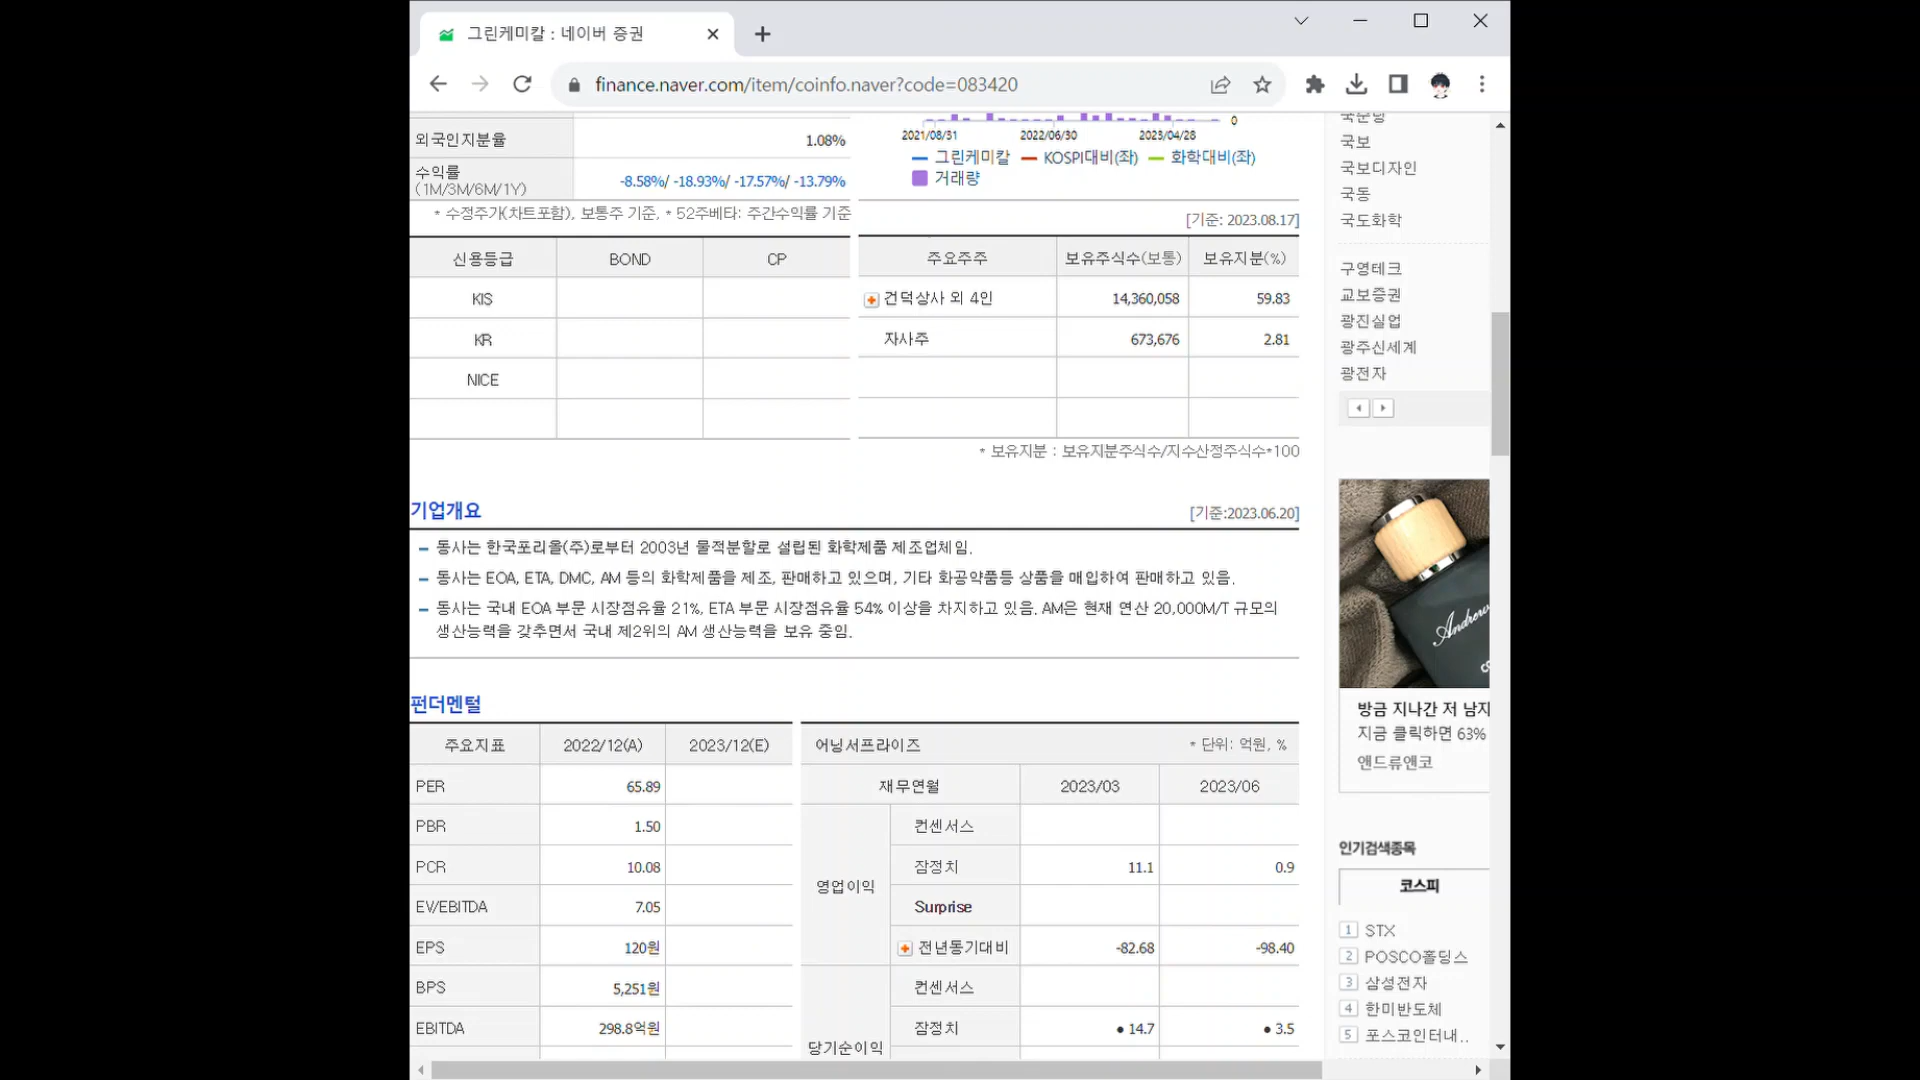 그린케미칼 : 네이버 증권
finance.naver.com/item/coinfo.naver?code=083420
외국인지분율 1.08%
수익률
(1M/3M/6M/1Y) -8.58%/ -18.93%/ -17.57%/ -13.79%
* 수정주가(차트포함), 보통주 기준, * 52주베타: 주간수익률 기준
0
2021/08/31 2022/06/30 2023/04/28
그린케미칼 KOSPI대비(좌) 화학대비(좌)
거래량
[기준: 2023.08.17]
신용등급 BOND CP
KIS
KR
NICE
주요주주 보유주식수(보통) 보유지분(%)
건덕상사 외 4인 14,360,058 59.83
자사주 673,676 2.81
* 보유지분 : 보유지분주식수/지수산정주식수*100
기업개요 [기준:2023.06.20]
동사는 한국포리올(주)로부터 2003년 물적분할로 설립된 화학제품 제조업체임.
동사는 EOA, ETA, DMC, AM 등의 화학제품을 제조, 판매하고 있으며, 기타 화공약품등 상품을 매입하여 판매하고 있음.
동사는 국내 EOA 부문 시장점유율 21%, ETA 부문 시장점유율 54% 이상을 차지하고 있음. AM은 현재 연산 20,000M/T 규모의
생산능력을 갖추면서 국내 제2위의 AM 생산능력을 보유 중임.
펀더멘털
주요지표 2022/12(A) 2023/12(E)
PER 65.89
PBR 1.50
PCR 10.08
EV/EBITDA 7.05
EPS 120원
BPS 5,251원
EBITDA 298.8억원
어닝서프라이즈 * 단위: 억원, %
재무연월 2023/03 2023/06
영업이익
컨센서스
잠정치 11.1 0.9
Surprise
전년동기대비 -82.68 -98.40
당기순이익
컨센서스
잠정치 ● 14.7 ● 3.5
국보
국보디자인
국동
국도화학
구영테크
교보증권
광진실업
광주신세계
광전자
방금 지나간 저 남자
지금 클릭하면 63%
앤드류앤코
인기검색종목
코스피
1 STX
2 POSCO홀딩스
3 삼성전자
4 한미반도체
5 포스코인터내..